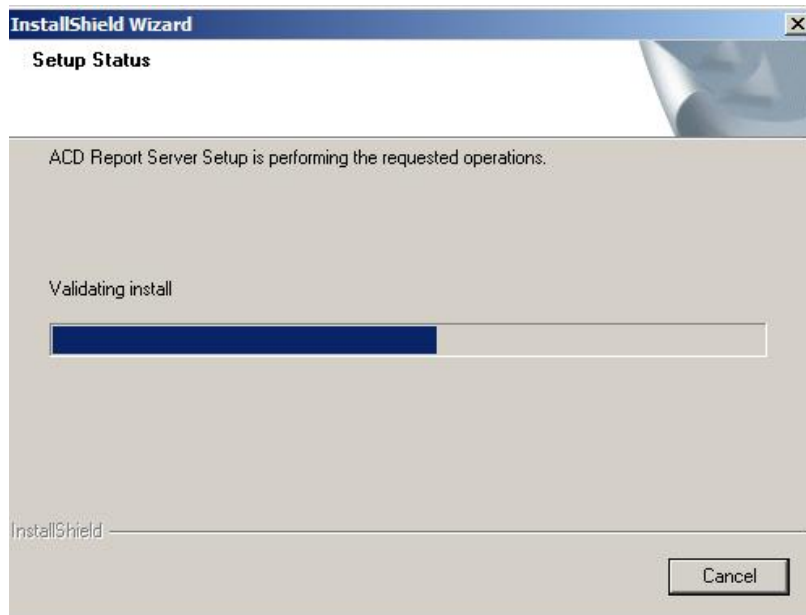 InstallShield Wizard
Setup Status
ACD Report Server Setup is performing the requested operations.
Validating install
InstallShield
Cancel